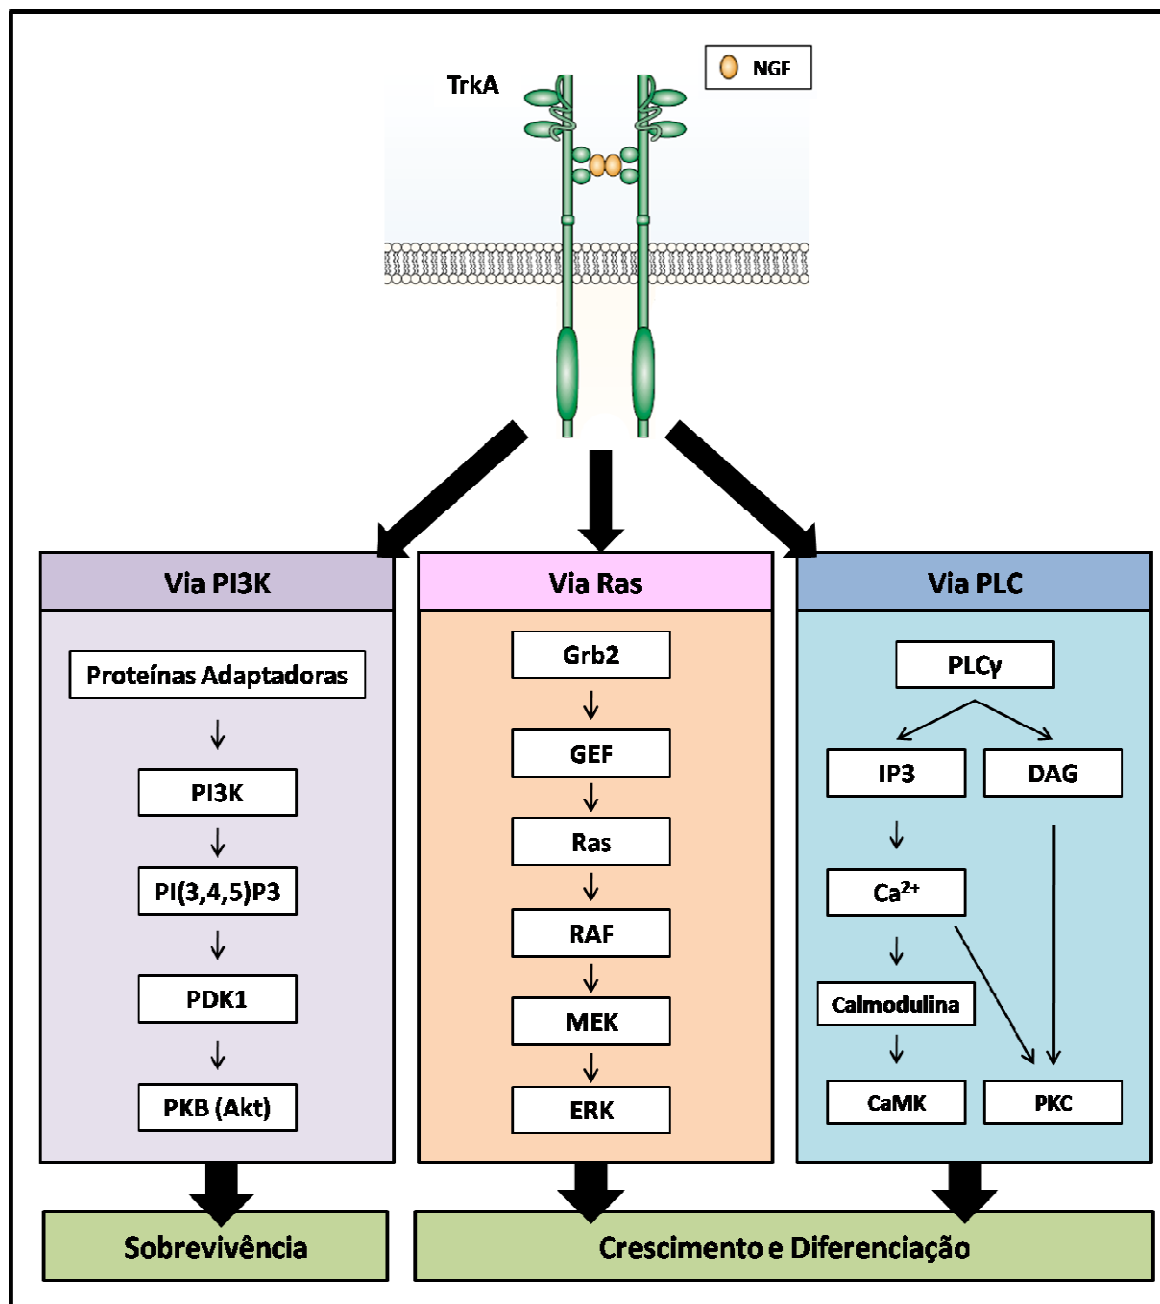 TrkA
NGF
Via PI3K
Proteínas Adaptadoras
PI3K
PI(3,4,5)P3
PDK1
PKB (Akt)
Via Ras
Grb2
GEF
Ras
RAF
MEK
ERK
Via PLC
PLCγ
IP3
DAG
Ca²⁺
Calmodulina
CaMK
PKC
Sobrevivência
Crescimento e Diferenciação